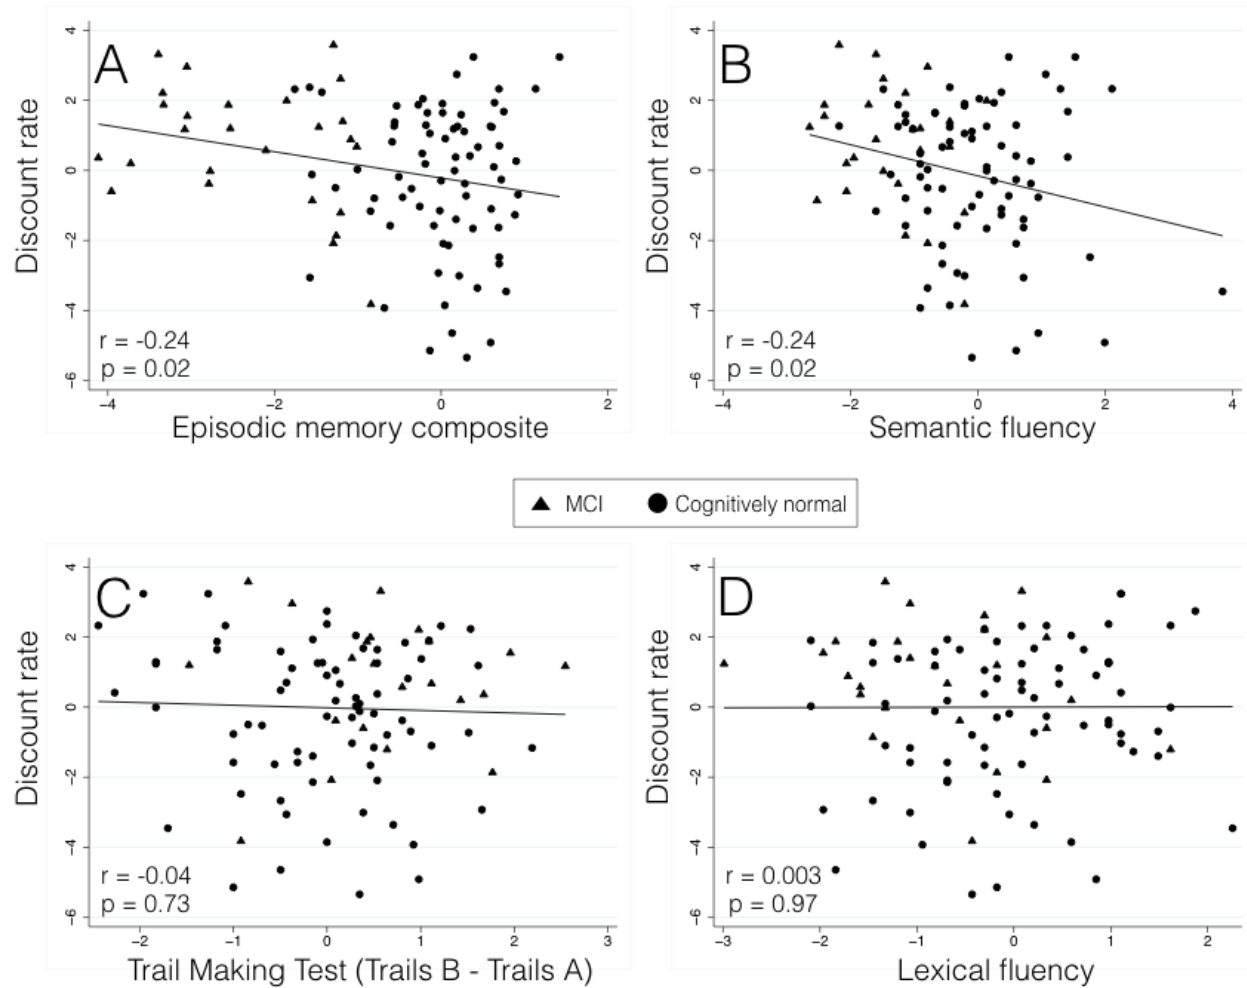 A
Discount rate
4
2
0
−2
−4
−6
r = -0.24
p = 0.02
−4 −2 0 2
Episodic memory composite
B
Discount rate
4
2
0
−2
−4
−6
r = -0.24
p = 0.02
−4 −2 0 2 4
Semantic fluency
MCI Cognitively normal
C
Discount rate
4
2
0
−2
−4
−6
r = -0.04
p = 0.73
−2 −1 0 1 2 3
Trail Making Test (Trails B - Trails A)
D
Discount rate
4
2
0
−2
−4
−6
r = 0.003
p = 0.97
−3 −2 −1 0 1 2
Lexical fluency